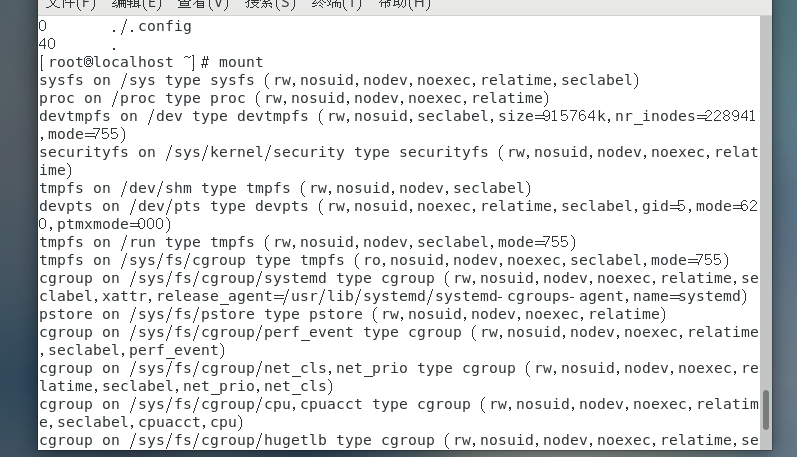 文件(F) 编辑(E) 查看(V) 搜索(S) 终端(T) 帮助(H)
0 ./.config
40 .
[root@localhost ~]# mount
sysfs on /sys type sysfs (rw,nosuid,nodev,noexec,relatime,seclabel)
proc on /proc type proc (rw,nosuid,nodev,noexec,relatime)
devtmpfs on /dev type devtmpfs (rw,nosuid,seclabel,size=915764k,nr_inodes=228941
,mode=755)
securityfs on /sys/kernel/security type securityfs (rw,nosuid,nodev,noexec,relat
ime)
tmpfs on /dev/shm type tmpfs (rw,nosuid,nodev,seclabel)
devpts on /dev/pts type devpts (rw,nosuid,noexec,relatime,seclabel,gid=5,mode=62
0,ptmxmode=000)
tmpfs on /run type tmpfs (rw,nosuid,nodev,seclabel,mode=755)
tmpfs on /sys/fs/cgroup type tmpfs (ro,nosuid,nodev,noexec,seclabel,mode=755)
cgroup on /sys/fs/cgroup/systemd type cgroup (rw,nosuid,nodev,noexec,relatime,se
clabel,xattr,release_agent=/usr/lib/systemd/systemd-cgroups-agent,name=systemd)
pstore on /sys/fs/pstore type pstore (rw,nosuid,nodev,noexec,relatime)
cgroup on /sys/fs/cgroup/perf_event type cgroup (rw,nosuid,nodev,noexec,relatime
,seclabel,perf_event)
cgroup on /sys/fs/cgroup/net_cls,net_prio type cgroup (rw,nosuid,nodev,noexec,re
latime,seclabel,net_prio,net_cls)
cgroup on /sys/fs/cgroup/cpu,cpuacct type cgroup (rw,nosuid,nodev,noexec,relatim
e,seclabel,cpuacct,cpu)
cgroup on /sys/fs/cgroup/hugetlb type cgroup (rw,nosuid,nodev,noexec,relatime,se